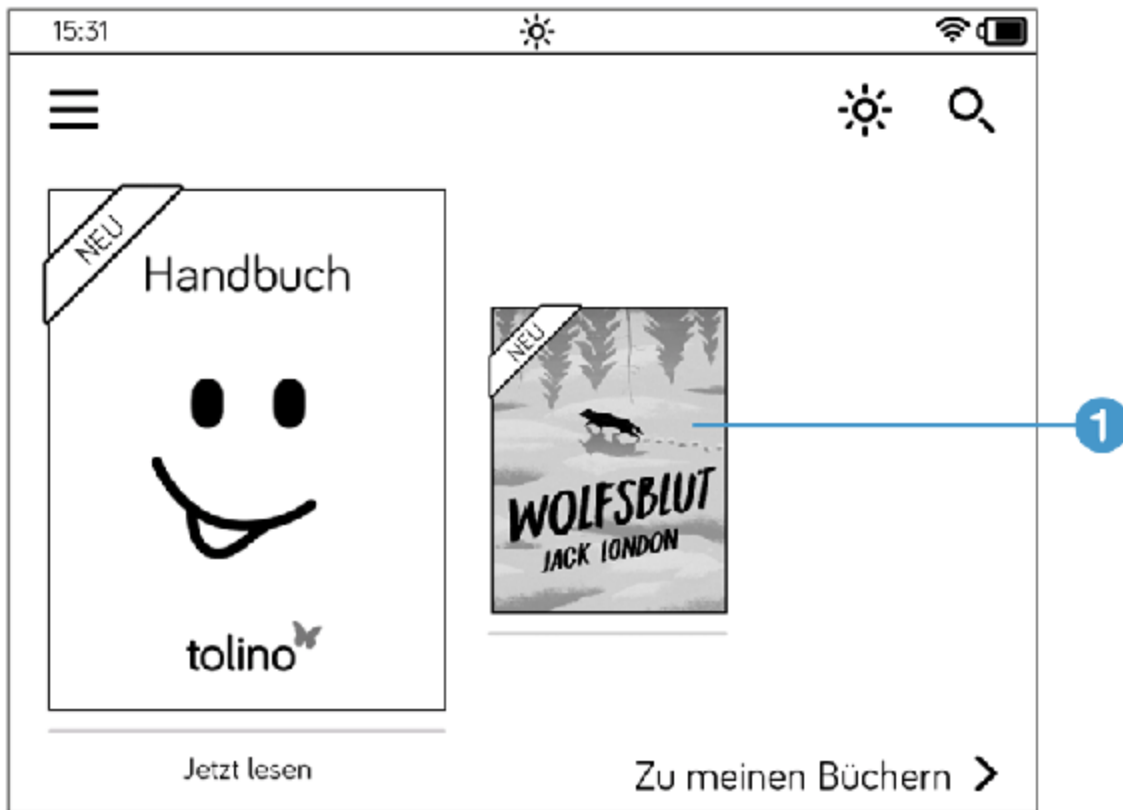 15:31
NEU
Handbuch
tolino
Jetzt lesen
NEU
WOLFSBLUT
JACK LONDON
1
Zu meinen Büchern